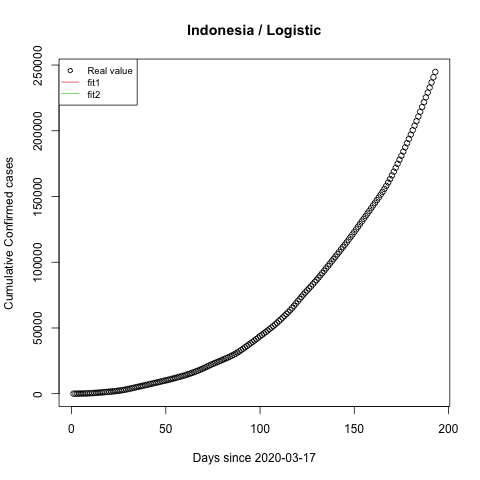 Indonesia / Logistic
Real value
fit1
fit2
Cumulative Confirmed cases
250000
200000
150000
100000
50000
0
0 50 100 150 200
Days since 2020-03-17